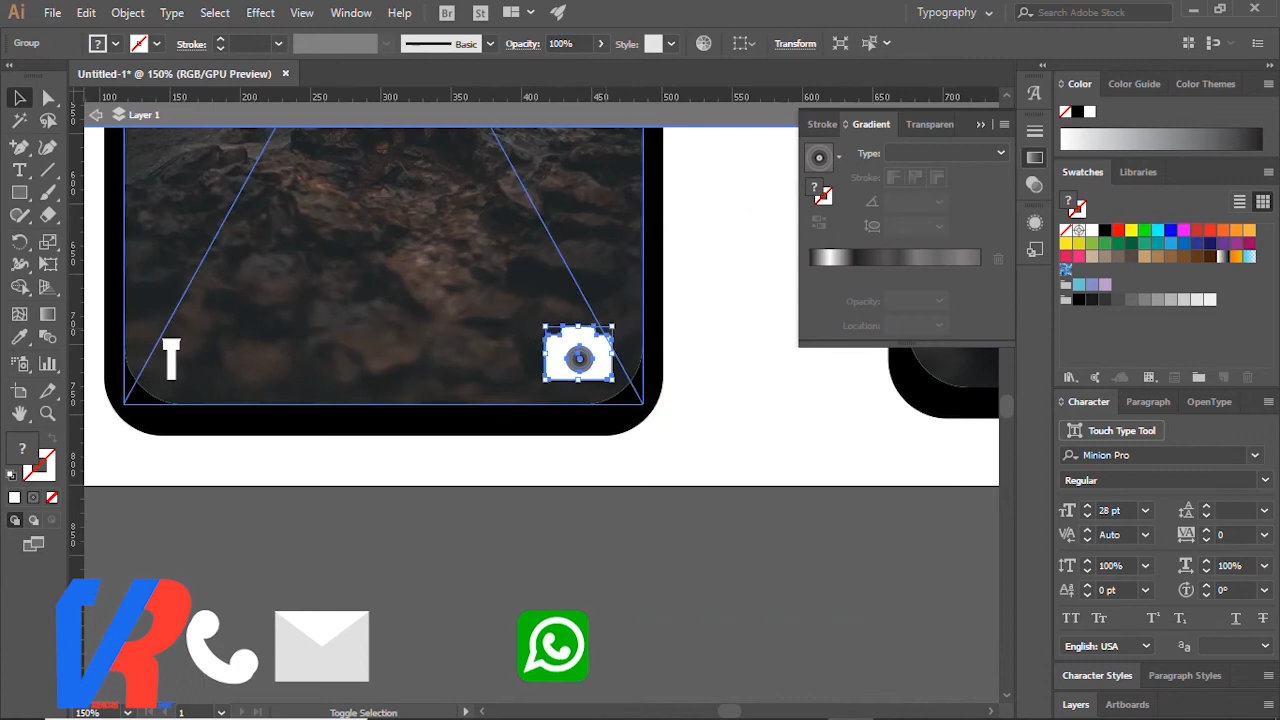 Ai File Edit Object Type Select Effect View Window Help Br St Typography Search Adobe Stock
Group ? Stroke: Basic Opacity: 100% Style: Transform
Untitled-1* @ 150% (RGB/GPU Preview)
Color Color Guide Color Themes
100 150 200 250 300 350 400 450 500 550 600 650 700
Layer 1
Stroke Gradient Transparen
Type:
Stroke:
Swatches Libraries
Opacity:
Location:
Character Paragraph OpenType
Touch Type Tool
Minion Pro
Regular
28 pt
Auto 0
100% 100%
0 pt 0°
English: USA
Character Styles Paragraph Styles
Layers Artboards
VR
150% 1 Toggle Selection